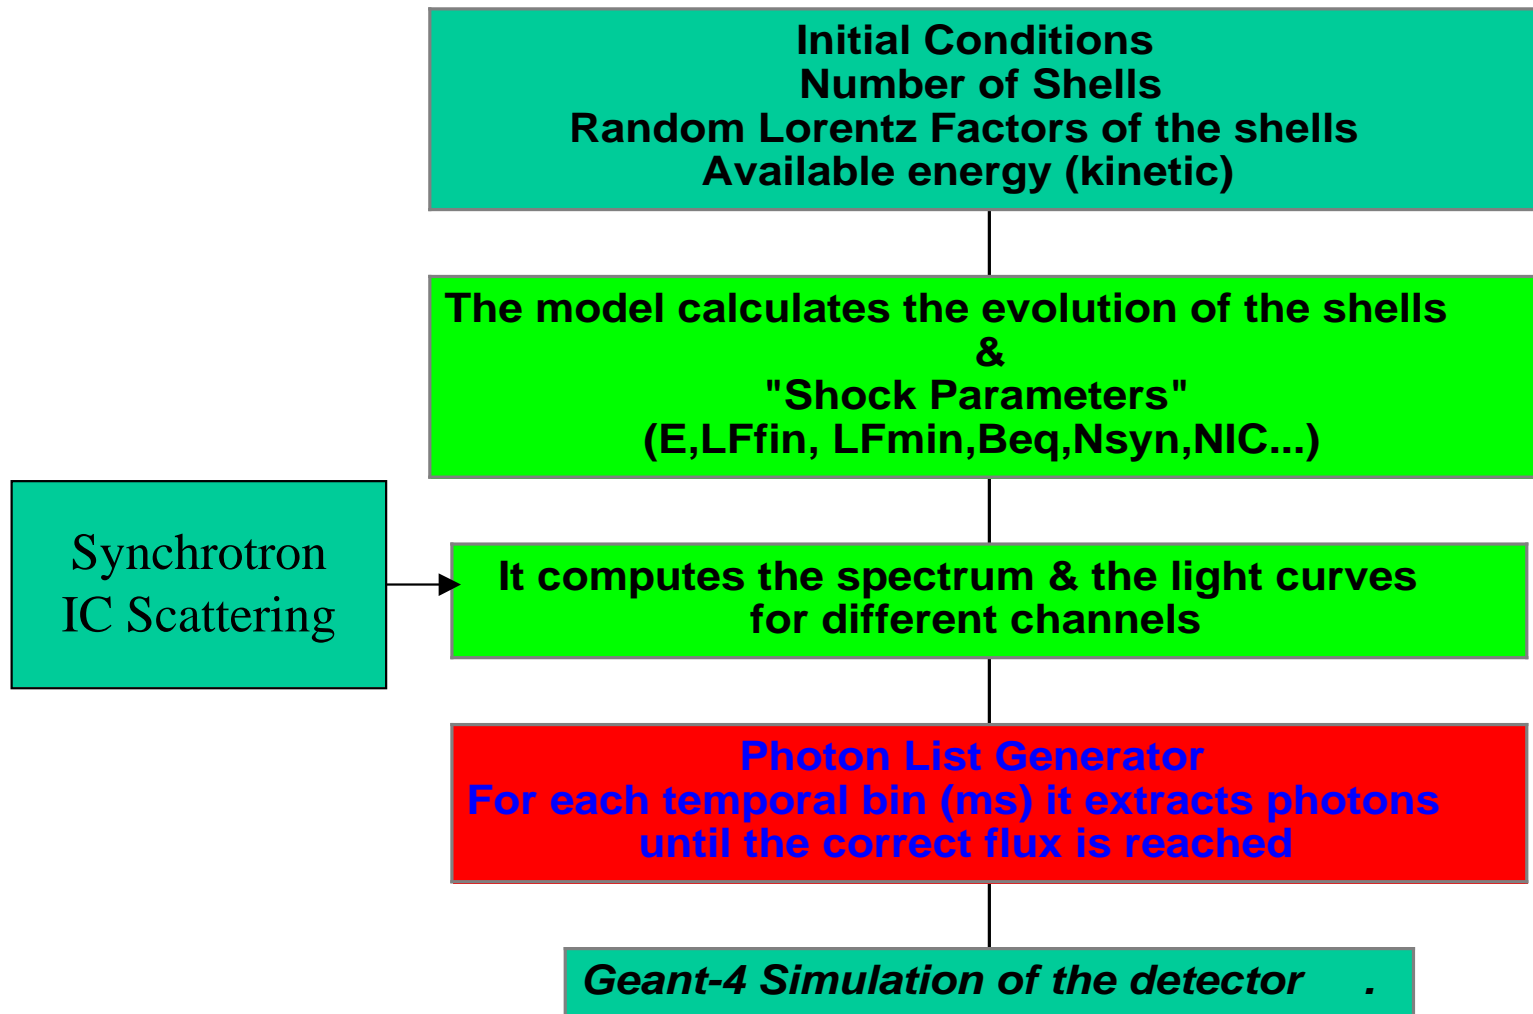 Initial Conditions
Number of Shells
Random Lorentz Factors of the shells
Available energy (kinetic)
The model calculates the evolution of the shells
&
"Shock Parameters"
(E,LFfin, LFmin,Beq,Nsyn,NIC...)
Synchrotron
IC Scattering
It computes the spectrum & the light curves
for different channels
Photon List Generator
For each temporal bin (ms) it extracts photons
until the correct flux is reached
Geant-4 Simulation of the detector .